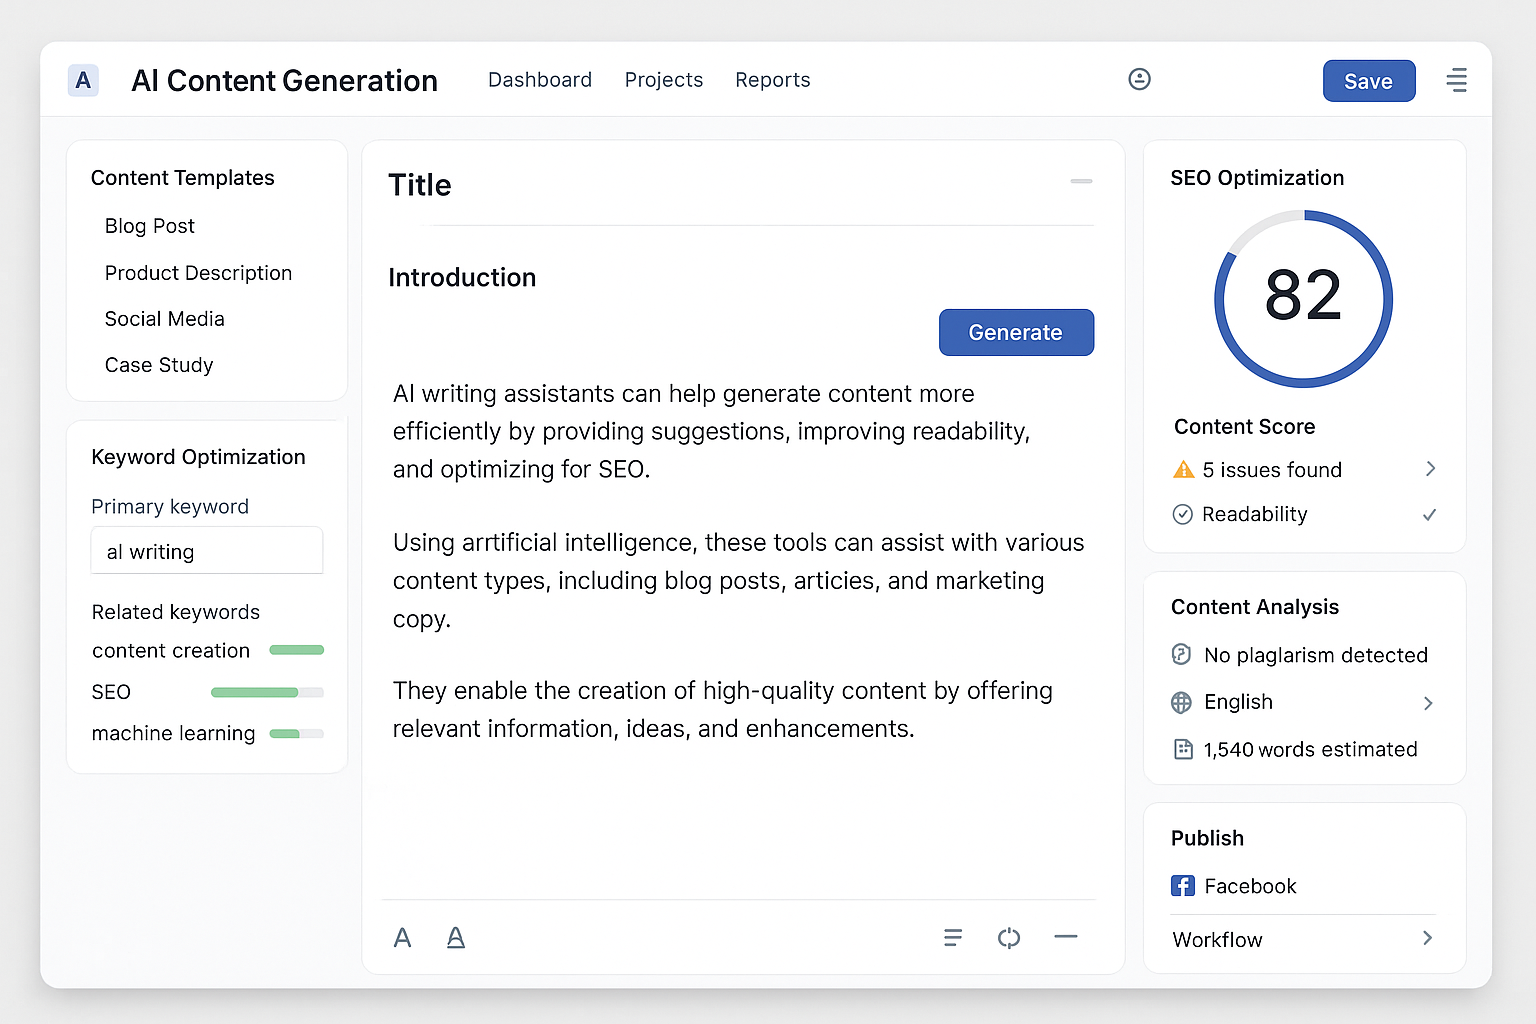 A
AI Content Generation
Dashboard
Projects
Reports
Save
Content Templates
Blog Post
Product Description
Social Media
Case Study
Keyword Optimization
Primary keyword
al writing
Related keywords
content creation
SEO
machine learning
Title
Introduction
Generate
AI writing assistants can help generate content more
efficiently by providing suggestions, improving readability,
and optimizing for SEO.
Using arrtificial intelligence, these tools can assist with various
content types, including blog posts, articies, and marketing
copy.
They enable the creation of high-quality content by offering
relevant information, ideas, and enhancements.
A
A
SEO Optimization
82
Content Score
5 issues found
Readability
Content Analysis
No plaglarism detected
English
1,540 words estimated
Publish
Facebook
Workflow